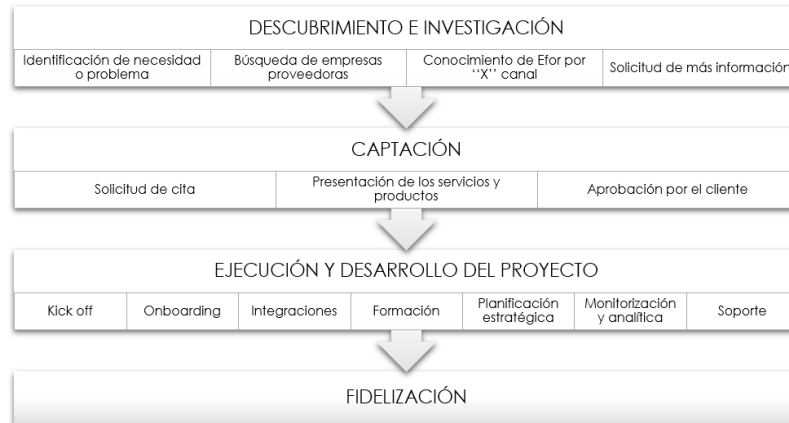 DESCUBRIMIENTO E INVESTIGACIÓN
Identificación de necesidad
o problema
Búsqueda de empresas
proveedoras
Conocimiento de Efor por
''X'' canal
Solicitud de más información
CAPTACIÓN
Solicitud de cita
Presentación de los servicios y
productos
Aprobación por el cliente
EJECUCIÓN Y DESARROLLO DEL PROYECTO
Kick off
Onboarding
Integraciones
Formación
Planificación
estratégica
Monitorización
y analítica
Soporte
FIDELIZACIÓN